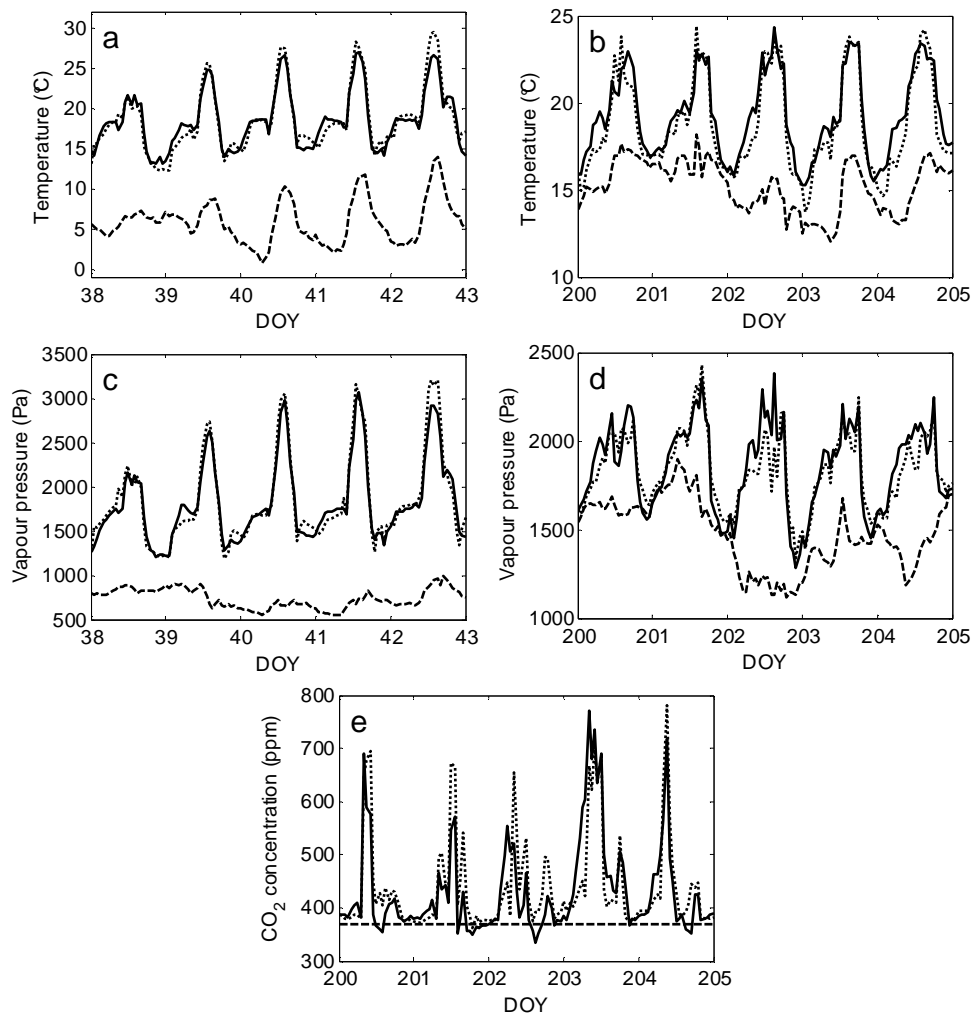 a
Temperature (°C)
30
25
20
15
10
5
0
38 39 40 41 42 43
DOY
b
Temperature (°C)
25
20
15
10
200 201 202 203 204 205
DOY
c
Vapour pressure (Pa)
3500
3000
2500
2000
1500
1000
500
38 39 40 41 42 43
DOY
d
Vapour pressure (Pa)
2500
2000
1500
1000
200 201 202 203 204 205
DOY
e
CO2 concentration (ppm)
800
700
600
500
400
300
200 201 202 203 204 205
DOY